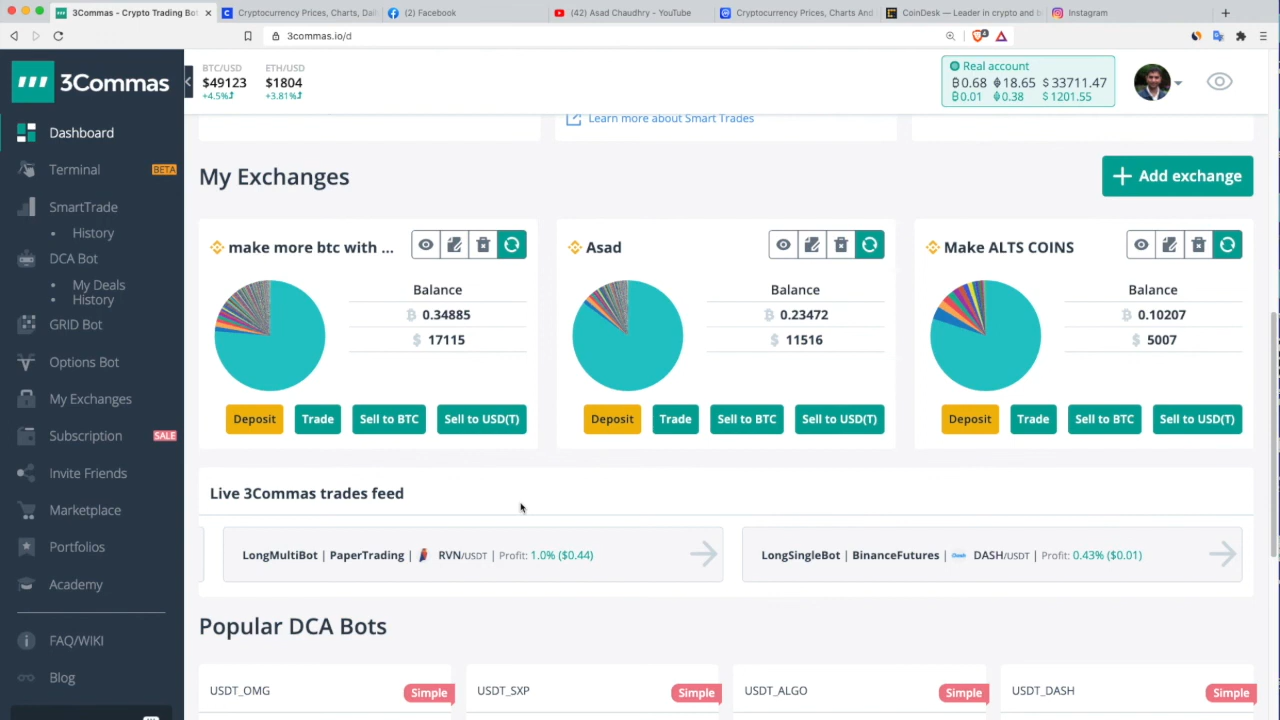 3Commas - Crypto Trading Bot
Cryptocurrency Prices, Charts, Dail
(2) Facebook
(42) Asad Chaudhry - YouTube
Cryptocurrency Prices, Charts And
CoinDesk — Leader in crypto and b
Instagram
3commas.io/d
3Commas
BTC/USD
$49123
+4.5%
ETH/USD
$1804
+3.81%
Real account
0.68 18.65 $ 33711.47
0.01 0.38 $ 1201.55
Dashboard
Terminal BETA
SmartTrade
• History
DCA Bot
• My Deals
• History
GRID Bot
Options Bot
My Exchanges
Subscription SALE
Invite Friends
Marketplace
Portfolios
Academy
FAQ/WIKI
Blog
Learn more about Smart Trades
My Exchanges
+ Add exchange
make more btc with ...
Balance
0.34885
$ 17115
Deposit Trade Sell to BTC Sell to USD(T)
Asad
Balance
0.23472
$ 11516
Deposit Trade Sell to BTC Sell to USD(T)
Make ALTS COINS
Balance
0.10207
$ 5007
Deposit Trade Sell to BTC Sell to USD(T)
Live 3Commas trades feed
LongMultiBot | PaperTrading | RVN/USDT | Profit: 1.0% ($0.44)
LongSingleBot | BinanceFutures | DASH/USDT | Profit: 0.43% ($0.01)
Popular DCA Bots
USDT_OMG Simple
USDT_SXP Simple
USDT_ALGO Simple
USDT_DASH Simple